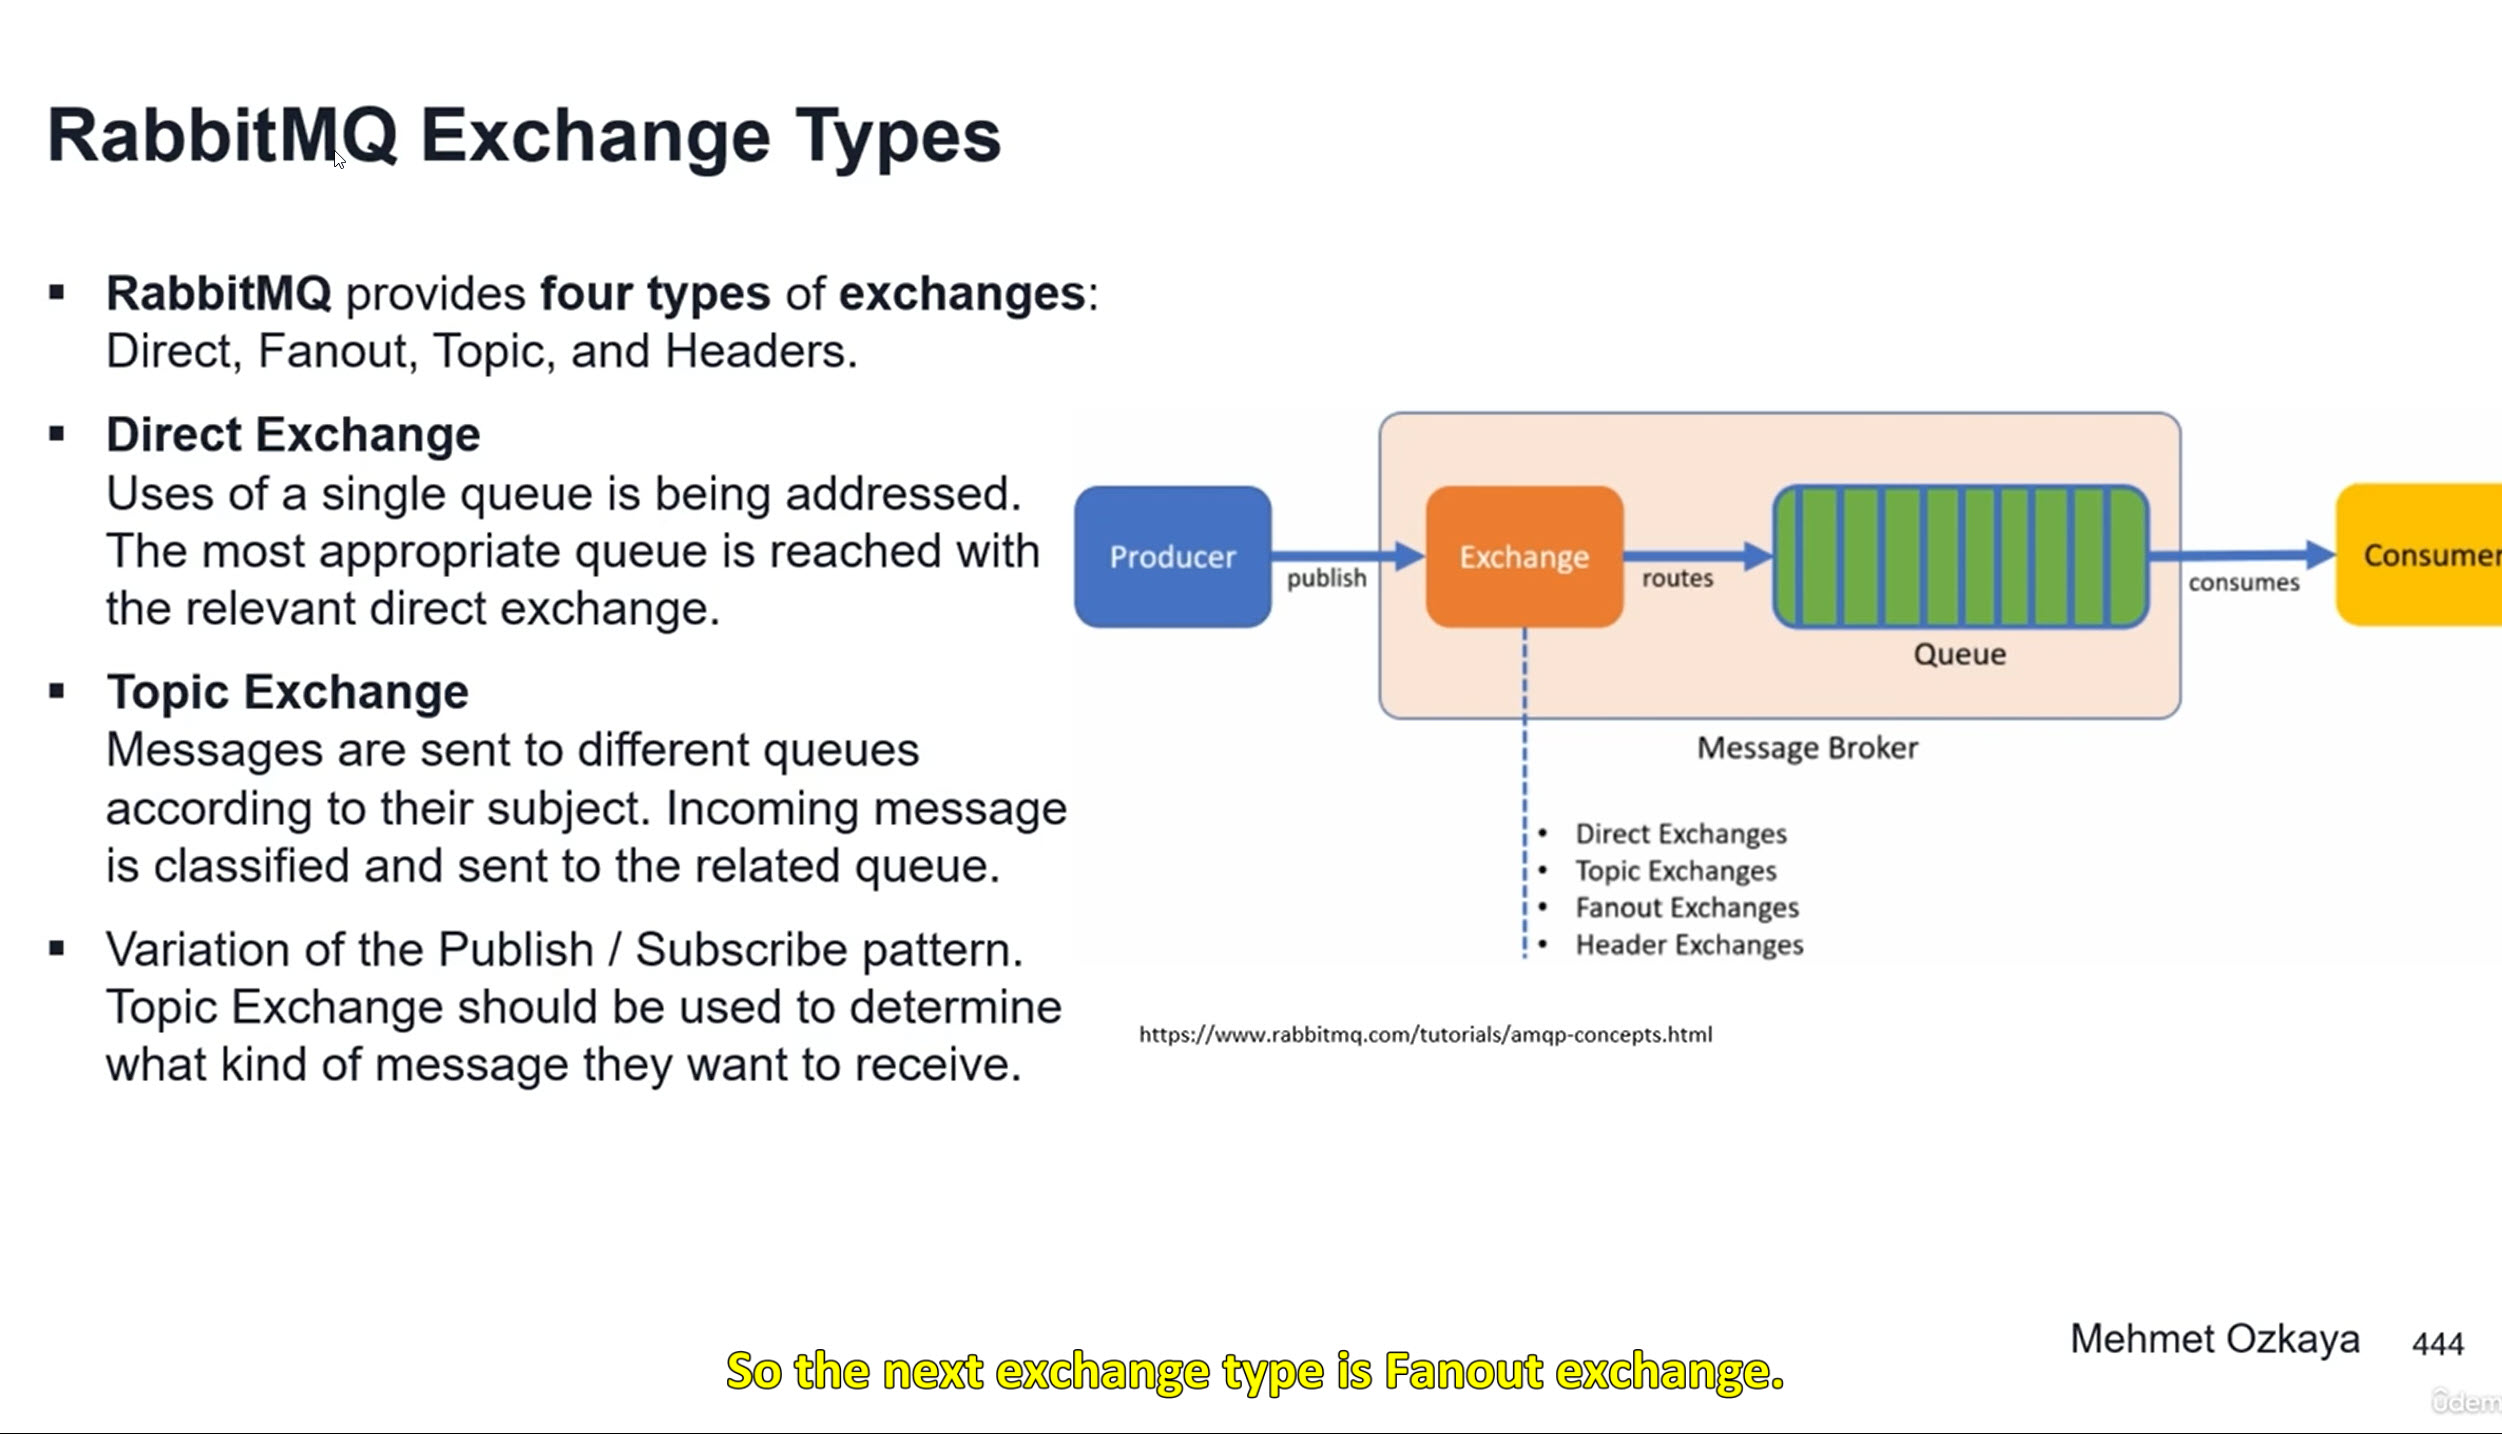 RabbitMQ Exchange Types
RabbitMQ provides four types of exchanges:
Direct, Fanout, Topic, and Headers.
Direct Exchange
Uses of a single queue is being addressed.
The most appropriate queue is reached with
the relevant direct exchange.
Topic Exchange
Messages are sent to different queues
according to their subject. Incoming message
is classified and sent to the related queue.
Variation of the Publish / Subscribe pattern.
Topic Exchange should be used to determine
what kind of message they want to receive.
Producer
publish
Exchange
routes
Queue
consumes
Consumer
Message Broker
Direct Exchanges
Topic Exchanges
Fanout Exchanges
Header Exchanges
https://www.rabbitmq.com/tutorials/amqp-concepts.html
Mehmet Ozkaya 444
So the next exchange type is Fanout exchange.
ûdem